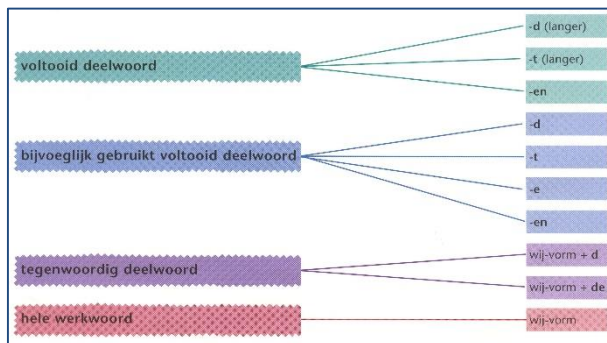 voltooid deelwoord
-d (langer)
-t (langer)
-en
bijvoeglijk gebruikt voltooid deelwoord
-d
-t
-e
-en
tegenwoordig deelwoord
wij-vorm + d
wij-vorm + de
hele werkwoord
wij-vorm